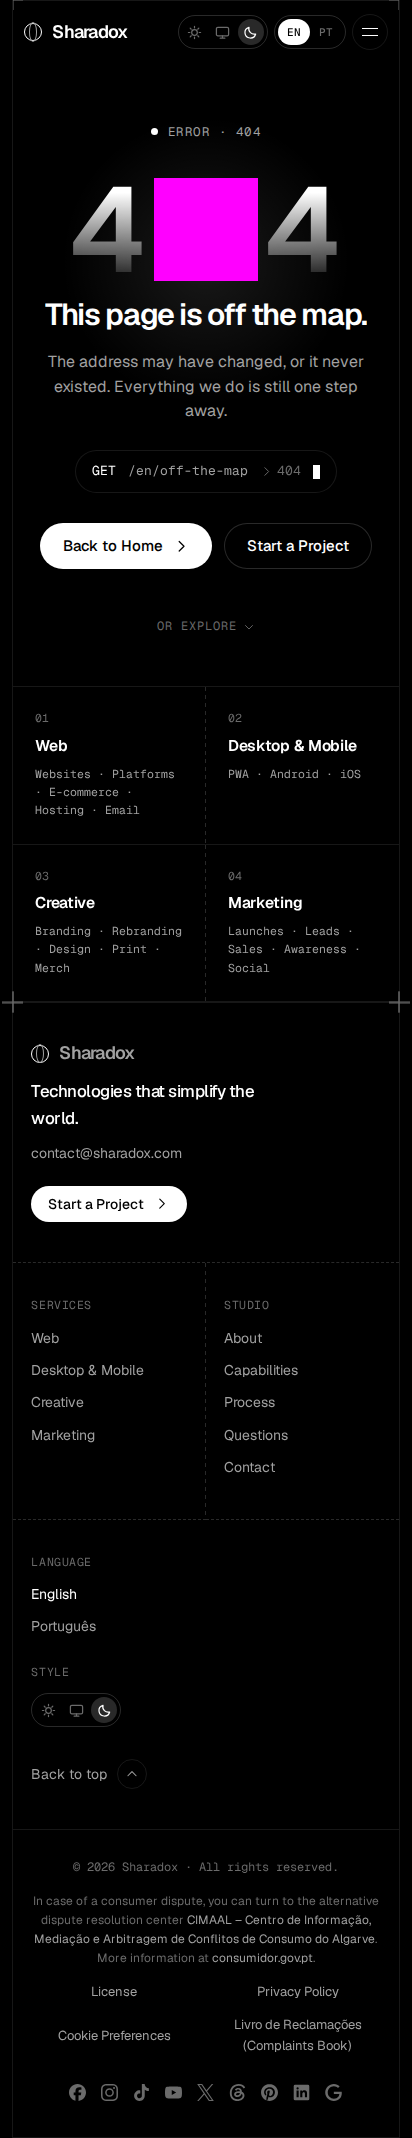 Sharadox
EN PT
ERROR · 404
4 4
This page is off the map.
The address may have changed, or it never
existed. Everything we do is still one step
away.
GET /en/off-the-map > 404
Back to Home
Start a Project
OR EXPLORE
01
Web
Websites · Platforms
· E-commerce ·
Hosting · Email
02
Desktop & Mobile
PWA · Android · iOS
03
Creative
Branding · Rebranding
· Design · Print ·
Merch
04
Marketing
Launches · Leads ·
Sales · Awareness ·
Social
Sharadox
Technologies that simplify the
world.
contact@sharadox.com
Start a Project
SERVICES
Web
Desktop & Mobile
Creative
Marketing
STUDIO
About
Capabilities
Process
Questions
Contact
LANGUAGE
English
Português
STYLE
Back to top
© 2026 Sharadox · All rights reserved.
In case of a consumer dispute, you can turn to the alternative
dispute resolution center CIMAAL – Centro de Informação,
Mediação e Arbitragem de Conflitos de Consumo do Algarve.
More information at consumidor.gov.pt.
License
Privacy Policy
Cookie Preferences
Livro de Reclamações
(Complaints Book)